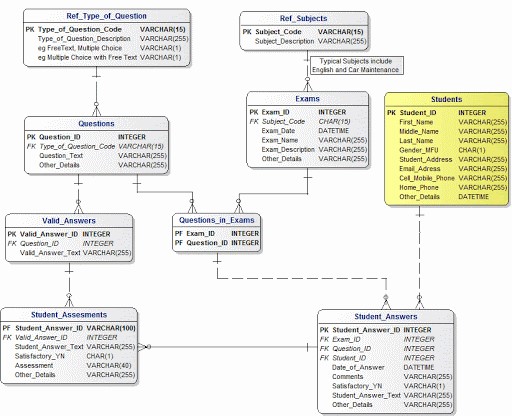 Ref_Type_of_Question
PK Type_of_Question_Code VARCHAR(15)
Type_of_Question_Description VARCHAR(255)
eg FreeText, Multiple Choice VARCHAR(1)
eg Multiple Choice with Free Text VARCHAR(1)
Ref_Subjects
PK Subject_Code VARCHAR(15)
Subject_Description VARCHAR(255)
Typical Subjects include
English and Car Maintenance
Questions
PK Question_ID INTEGER
FK Type_of_Question_Code VARCHAR(15)
Question_Text VARCHAR(255)
Other_Details VARCHAR(255)
Exams
PK Exam_ID INTEGER
FK Subject_Code CHAR(15)
Exam_Date DATETIME
Exam_Name VARCHAR(255)
Exam_Description VARCHAR(255)
Other_Details VARCHAR(255)
Students
PK Student_ID INTEGER
First_Name VARCHAR(255)
Middle_Name VARCHAR(255)
Last_Name VARCHAR(255)
Gender_MFU CHAR(1)
Student_Address VARCHAR(255)
Email_Adress VARCHAR(255)
Cell_Mobile_Phone VARCHAR(255)
Home_Phone VARCHAR(255)
Other_Details DATETIME
Valid_Answers
PK Valid_Answer_ID INTEGER
FK Question_ID INTEGER
Valid_Answer_Text VARCHAR(255)
Questions_in_Exams
PF Exam_ID INTEGER
PF Question_ID INTEGER
Student_Assesments
PF Student_Answer_ID VARCHAR(100)
FK Valid_Answer_ID INTEGER
Student_Answer_Text VARCHAR(255)
Satisfactory_YN CHAR(1)
Assessment VARCHAR(40)
Other_Details VARCHAR(255)
Student_Answers
PK Student_Answer_ID INTEGER
FK Exam_ID INTEGER
FK Question_ID INTEGER
FK Student_ID INTEGER
Date_of_Answer DATETIME
Comments VARCHAR(255)
Satisfactory_YN VARCHAR(1)
Student_Answer_Text VARCHAR(255)
Other_Details VARCHAR(255)